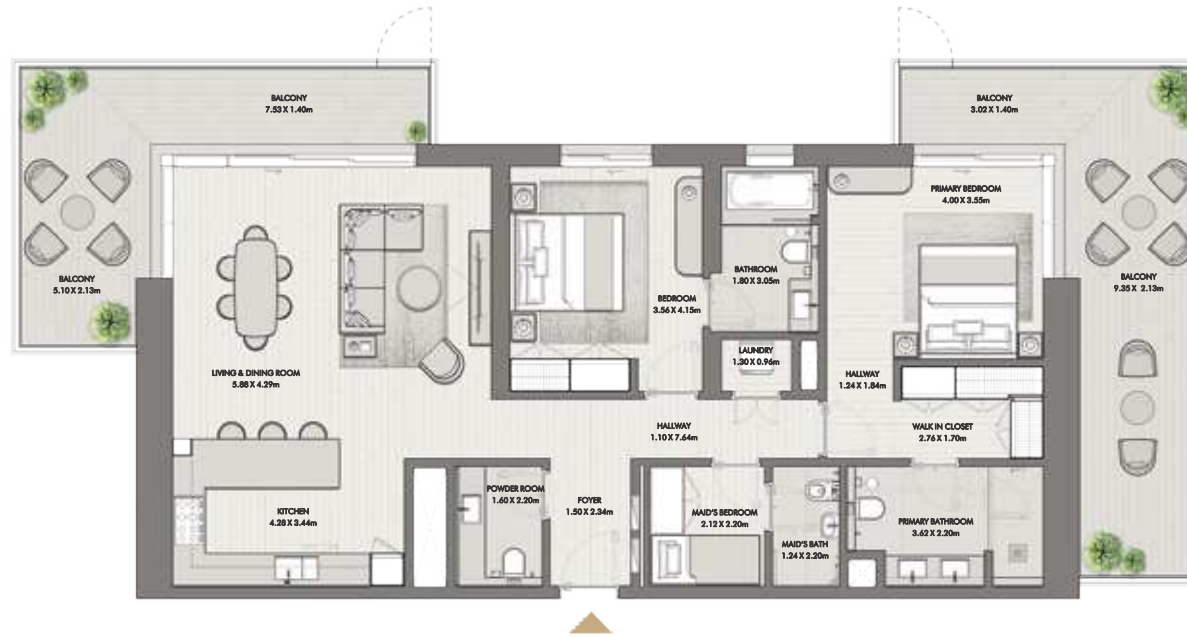 BALCONY
7.53 X 1.40m
BALCONY
3.02 X 1.40m
PRIMARY BEDROOM
4.00 X 3.55m
BALCONY
5.10 X 2.13m
BATHROOM
1.80 X 3.05m
BALCONY
9.35 X 2.13m
BEDROOM
3.56 X 4.15m
LAUNDRY
1.30 X 0.96m
LIVING & DINING ROOM
5.88 X 4.29m
HALLWAY
1.24 X 1.84m
HALLWAY
1.10 X 7.64m
WALK IN CLOSET
2.76 X 1.70m
POWDER ROOM
1.60 X 2.20m
FOYER
1.50 X 2.34m
KITCHEN
4.28 X 3.44m
MAID'S BEDROOM
2.12 X 2.20m
PRIMARY BATHROOM
3.62 X 2.20m
MAID'S BATH
1.24 X 2.20m